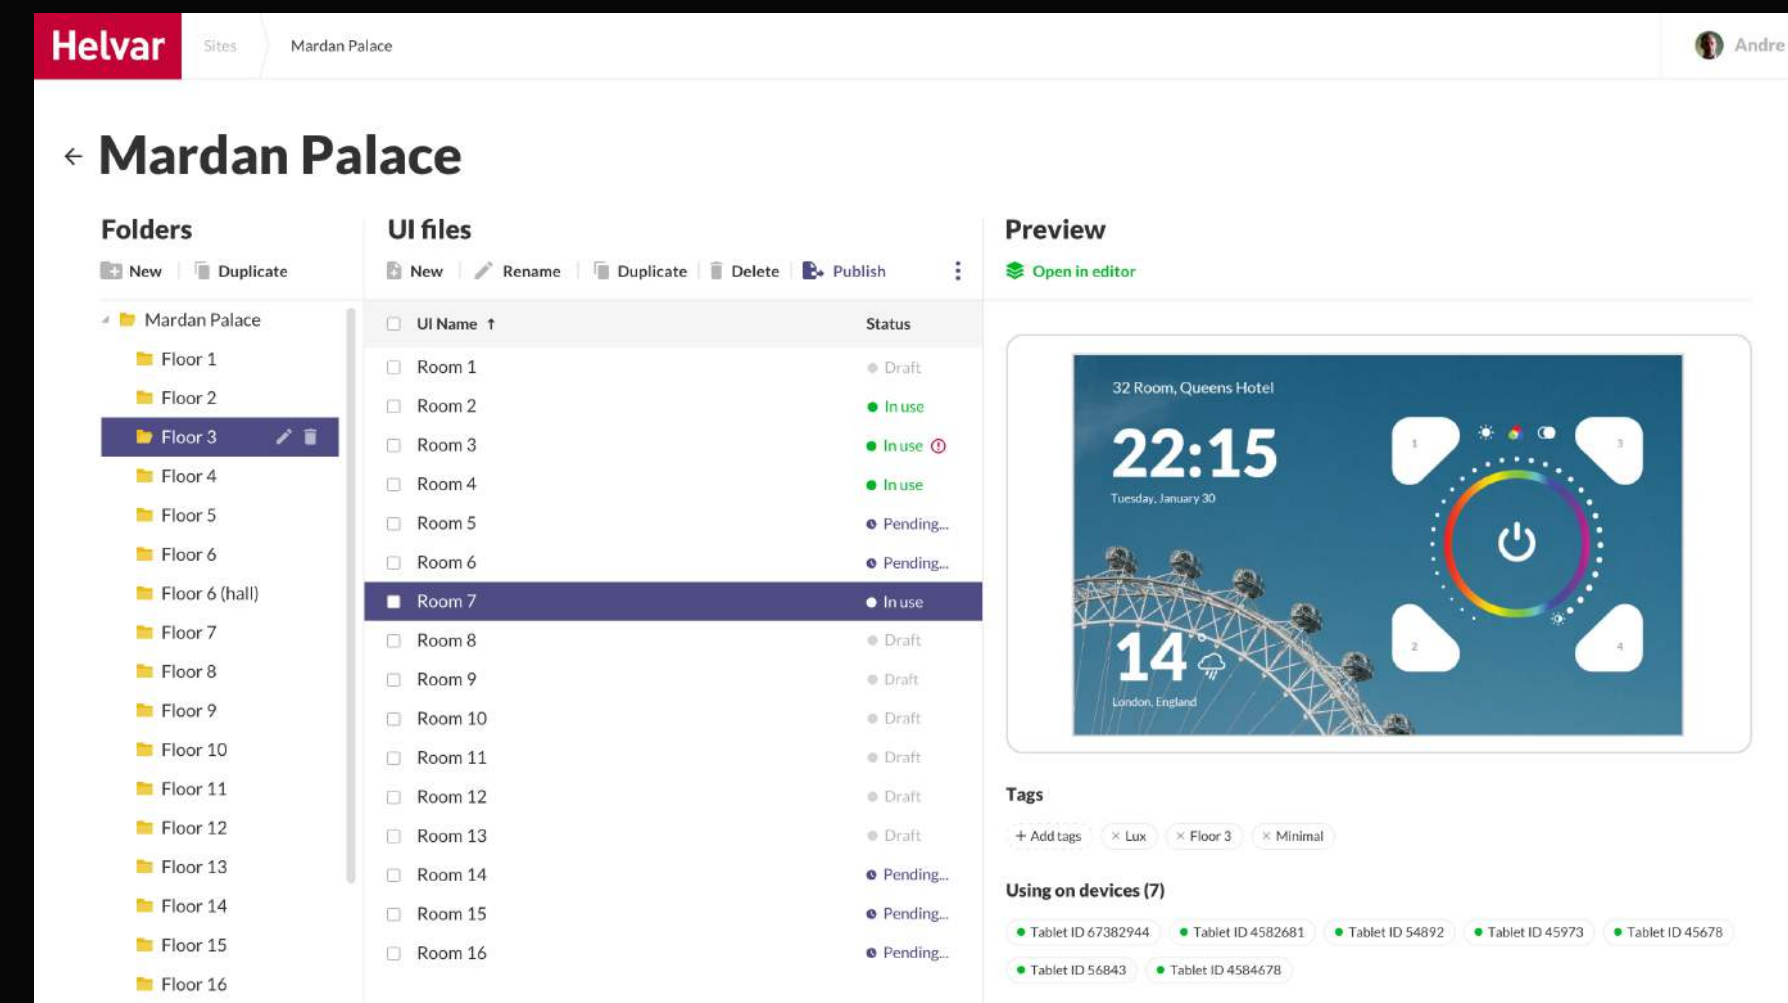 Helvar
Sites
Mardan Palace
Andre
← Mardan Palace
Folders
New
Duplicate
Mardan Palace
Floor 1
Floor 2
Floor 3
Floor 4
Floor 5
Floor 6
Floor 6 (hall)
Floor 7
Floor 8
Floor 9
Floor 10
Floor 11
Floor 12
Floor 13
Floor 14
Floor 15
Floor 16
UI files
New
Rename
Duplicate
Delete
Publish
UI Name ↑ Status
Room 1 Draft
Room 2 In use
Room 3 In use
Room 4 In use
Room 5 Pending...
Room 6 Pending...
Room 7 In use
Room 8 Draft
Room 9 Draft
Room 10 Draft
Room 11 Draft
Room 12 Draft
Room 13 Draft
Room 14 Pending...
Room 15 Pending...
Room 16 Pending...
Preview
Open in editor
32 Room, Queens Hotel
22:15
Tuesday, January 30
14°
London, England
1
3
2
4
Tags
+ Add tags × Lux × Floor 3 × Minimal
Using on devices (7)
Tablet ID 67382944 Tablet ID 4582681 Tablet ID 54892 Tablet ID 45973 Tablet ID 45678
Tablet ID 56843 Tablet ID 4584678